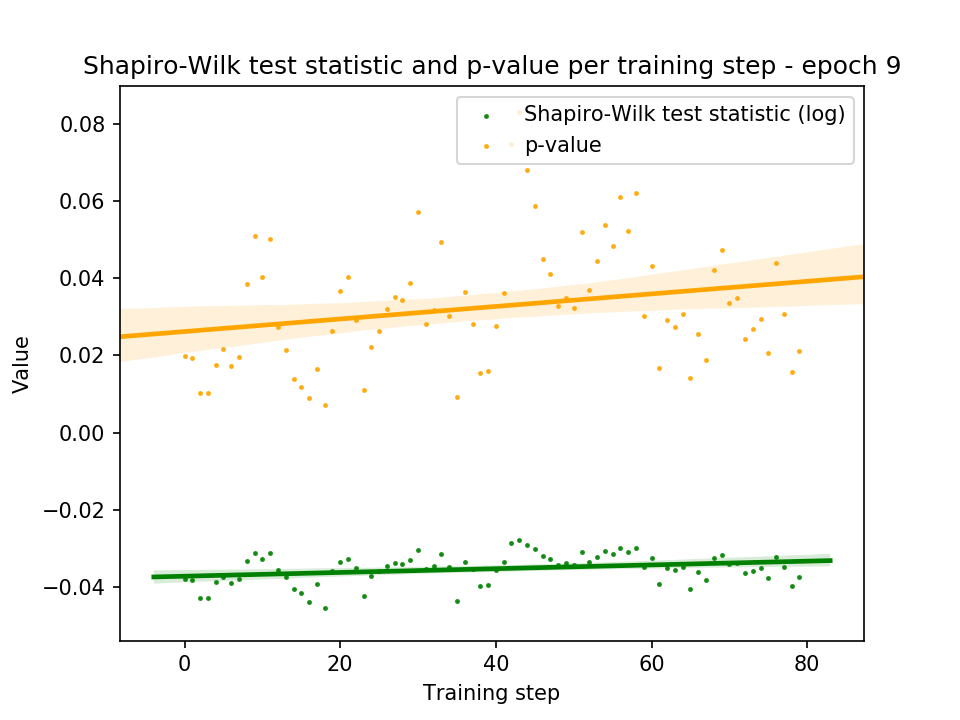 Shapiro-Wilk test statistic and p-value per training step - epoch 9
Shapiro-Wilk test statistic (log)
p-value
0.08
0.06
0.04
0.02
0.00
−0.02
−0.04
Value
0
20
40
60
80
Training step